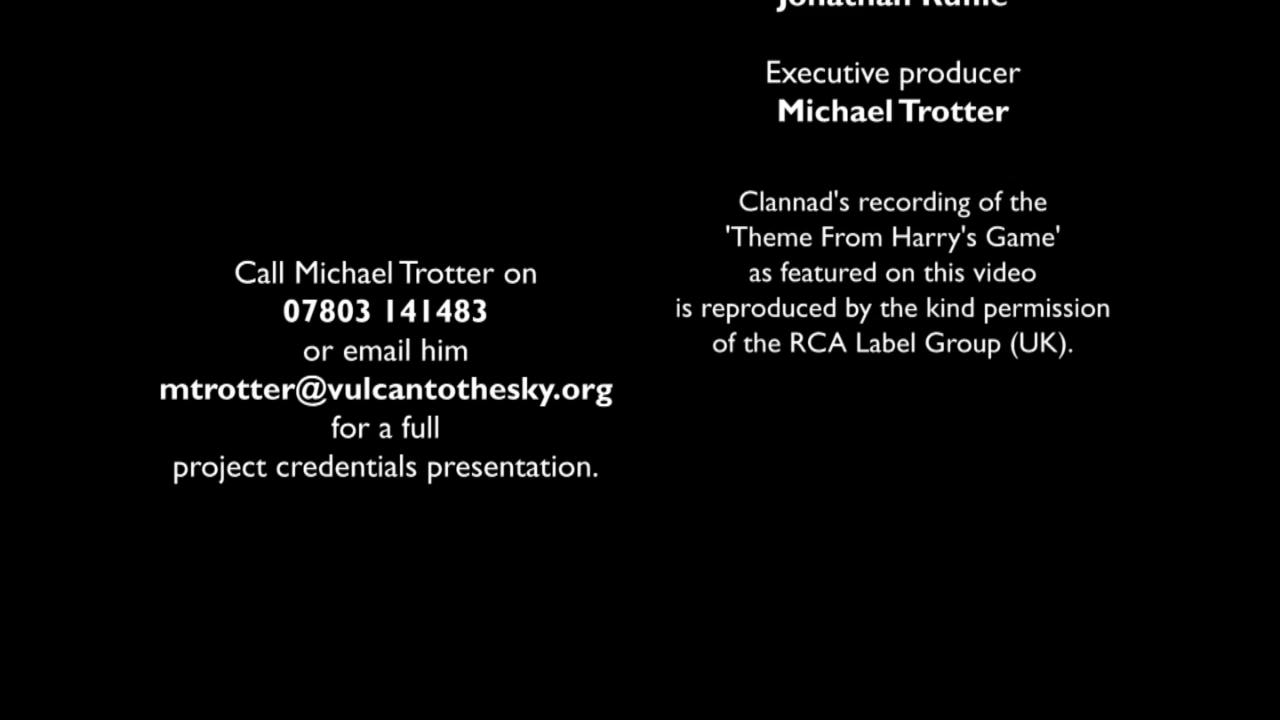 Executive producer
Michael Trotter
Clannad's recording of the
'Theme From Harry's Game'
as featured on this video
is reproduced by the kind permission
of the RCA Label Group (UK).
Call Michael Trotter on
07803 141483
or email him
mtrotter@vulcantothesky.org
for a full
project credentials presentation.